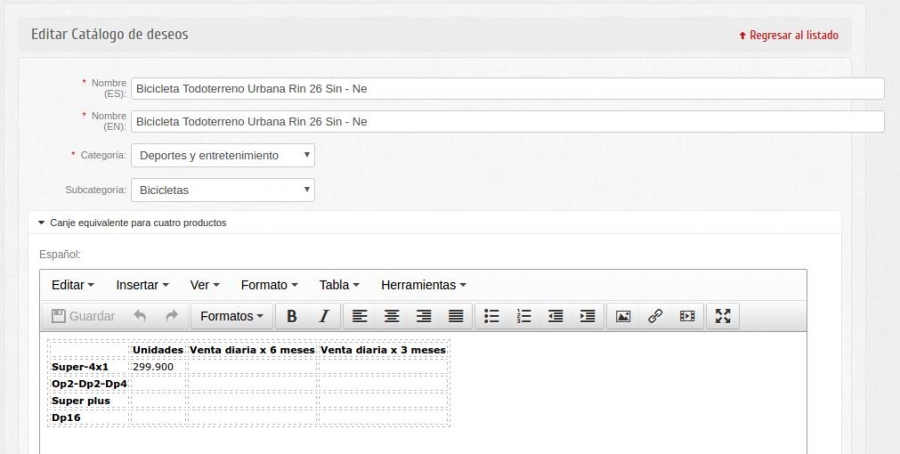 Editar Catálogo de deseos
Regresar al listado
* Nombre (ES):
Bicicleta Todoterreno Urbana Rin 26 Sin - Ne
* Nombre (EN):
Bicicleta Todoterreno Urbana Rin 26 Sin - Ne
* Categoría: Deportes y entretenimiento
Subcategoría: Bicicletas
Canje equivalente para cuatro productos
Español:
Editar Insertar Ver Formato Tabla Herramientas
Guardar Formatos B I
Unidades Venta diaria x 6 meses Venta diaria x 3 meses
Super-4x1 299.900
Op2-Dp2-Dp4
Super plus
Dp16